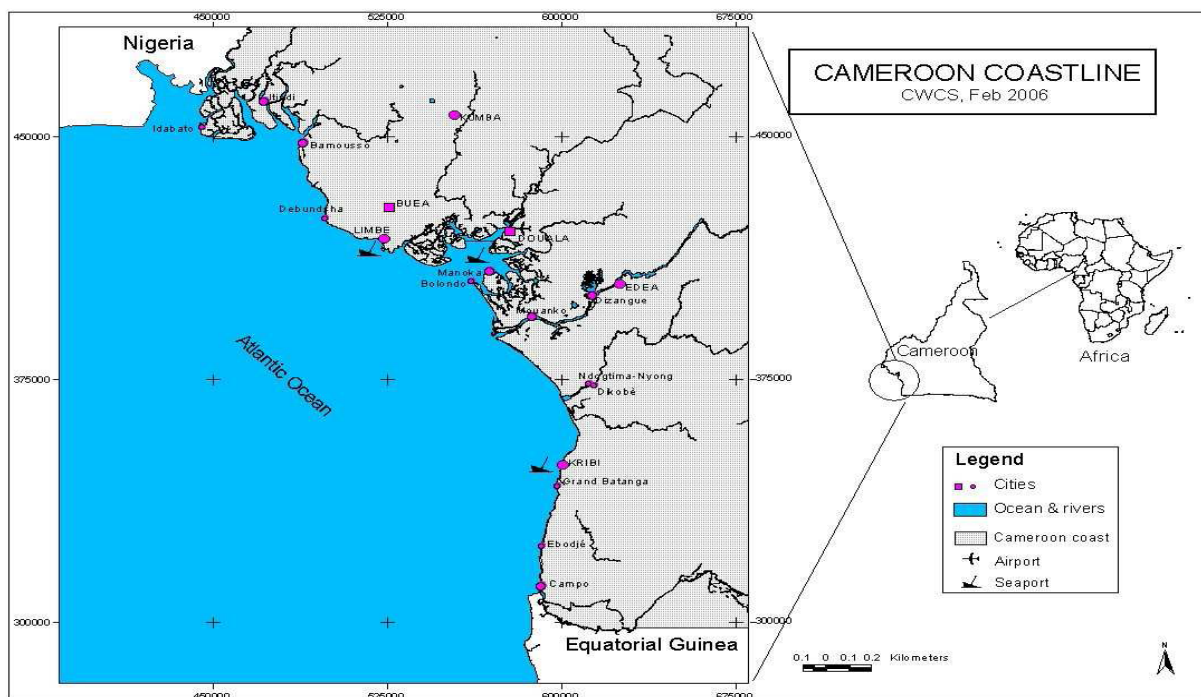 450000 525000 600000 675000
Nigeria
CAMEROON COASTLINE
CWCS, Feb 2006
Itindi
Idabato
KUMBA
450000 450000
Bamousso
BUEA
Debundsha
LIMBE
DOUALA
Manoka
Bolondo
EDEA
Dizangue
Mouanko
Atlantic Ocean
Cameroon
Africa
375000 375000
Ndogtima-Nyong
Dikobè
KRIBI
Grand Batanga
Legend
Cities
Ocean & rivers
Cameroon coast
Airport
Seaport
Ebodjé
Campo
300000 300000
Equatorial Guinea
0.1 0 0.1 0.2 Kilometers
N
450000 525000 600000 675000